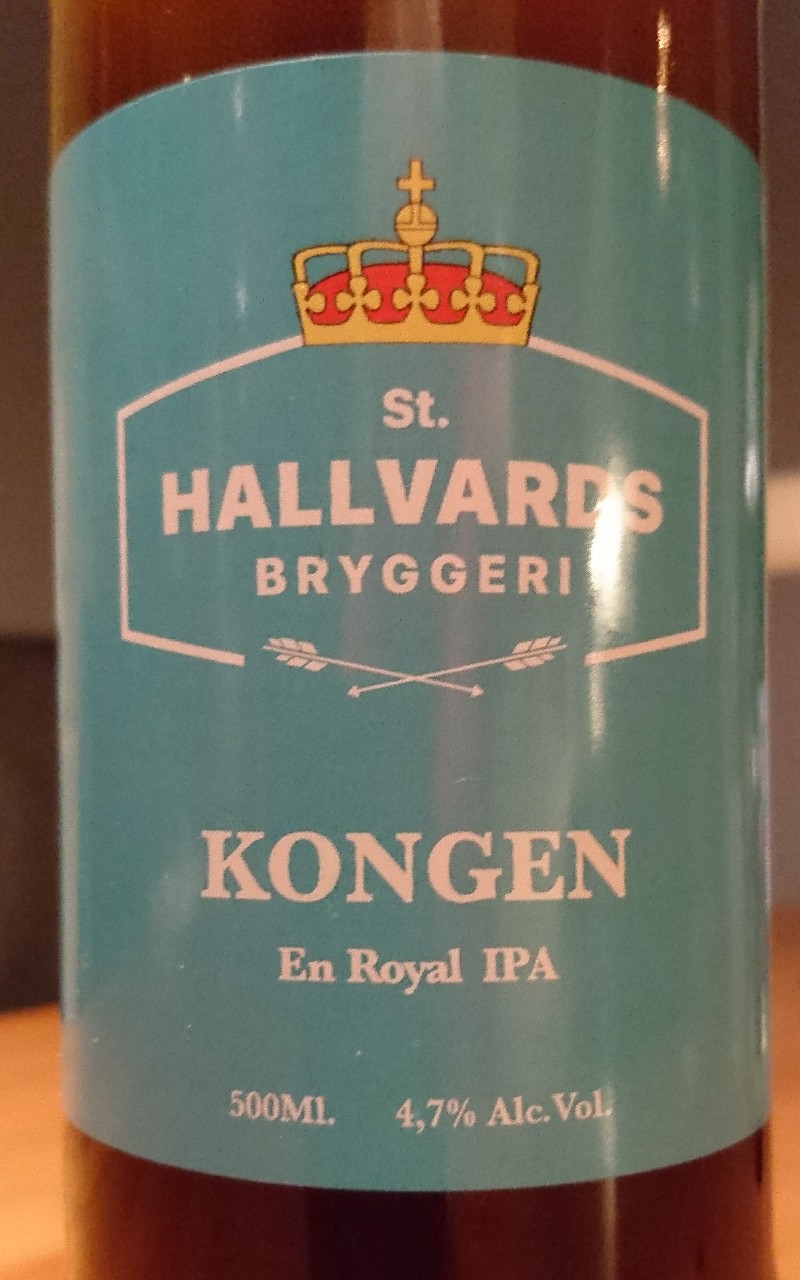 St.
HALLVARDS
BRYGGERI
KONGEN
En Royal IPA
500Ml. 4,7% Alc.Vol.